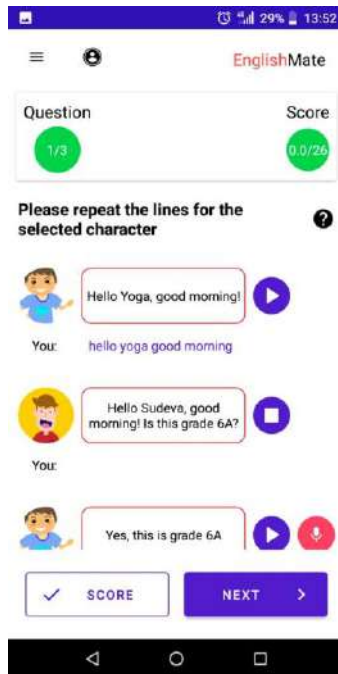 29% 13:52
EnglishMate
Question Score
1/3 0.0/26
Please repeat the lines for the
selected character
Hello Yoga, good morning!
You: hello yoga good morning
Hello Sudeva, good
morning! Is this grade 6A?
You:
Yes, this is grade 6A
SCORE NEXT